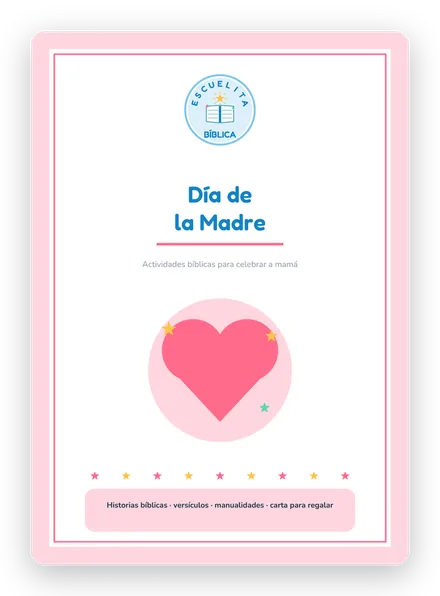 ESCUELITA
BÍBLICA
Día de
la Madre
Actividades bíblicas para celebrar a mamá
Historias bíblicas · versículos · manualidades · carta para regalar